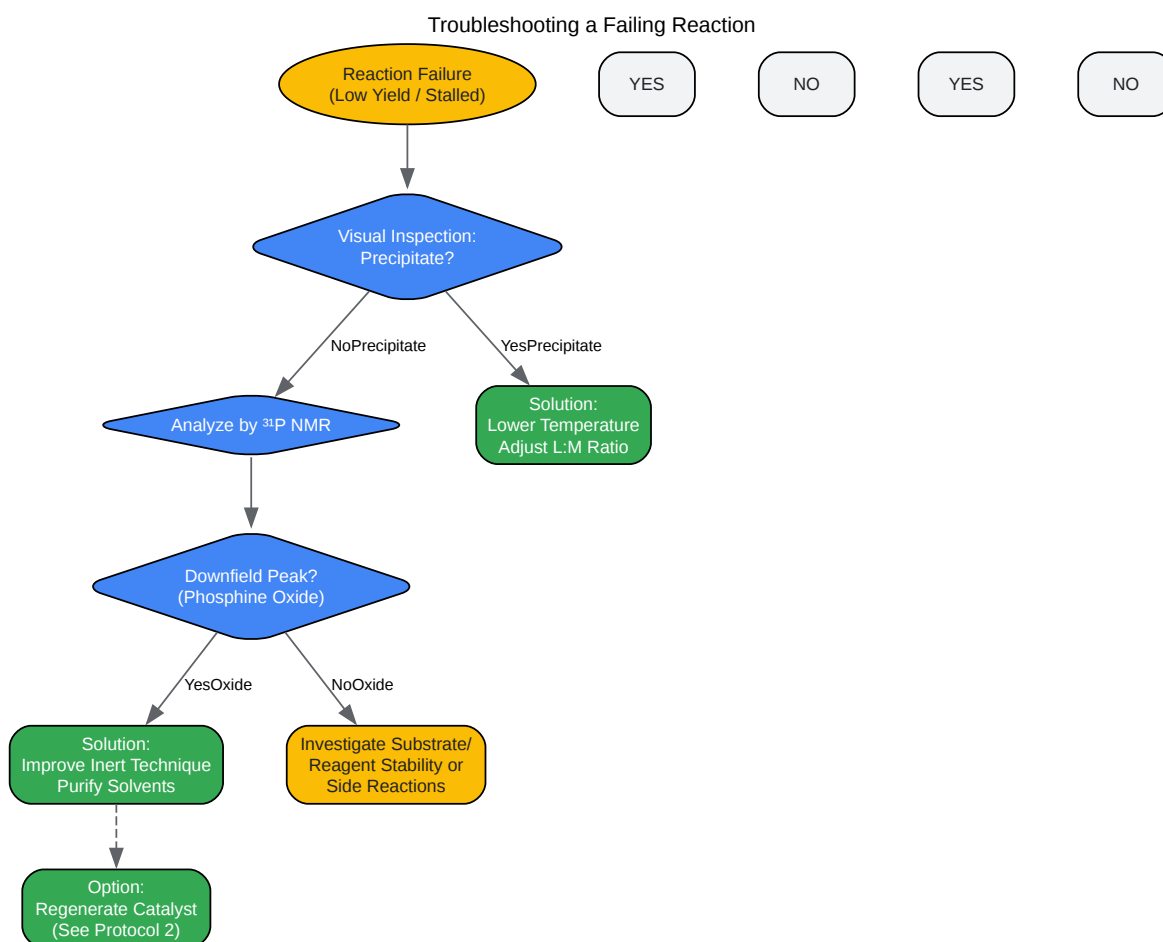 Troubleshooting a Failing Reaction
Reaction Failure
(Low Yield / Stalled)
YES
NO
YES
NO
Visual Inspection:
Precipitate?
NoPrecipitate
YesPrecipitate
Analyze by ³¹P NMR
Solution:
Lower Temperature
Adjust L:M Ratio
Downfield Peak?
(Phosphine Oxide)
YesOxide
NoOxide
Solution:
Improve Inert Technique
Purify Solvents
Investigate Substrate/
Reagent Stability or
Side Reactions
Option:
Regenerate Catalyst
(See Protocol 2)